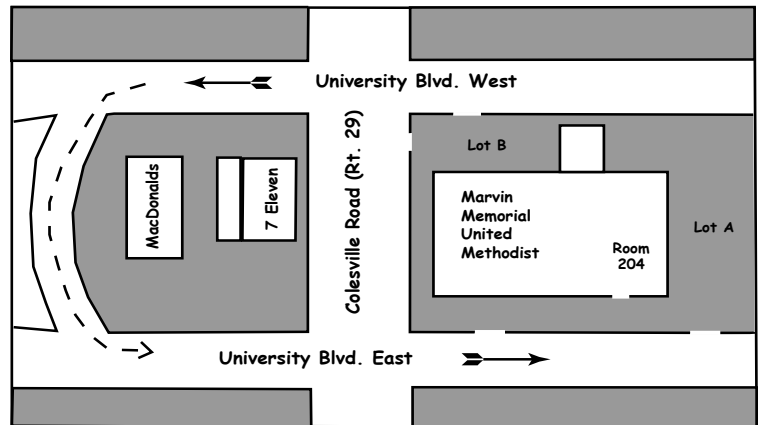 University Blvd. West
Colesville Road (Rt. 29)
MacDonalds
7 Eleven
Lot B
Marvin
Memorial
United
Methodist
Room
204
Lot A
University Blvd. East